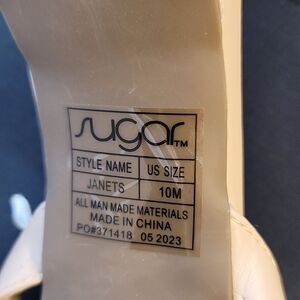 sugar™
STYLE NAME US SIZE
JANETS 10M
ALL MAN MADE MATERIALS
MADE IN CHINA
PO#371418 05 2023